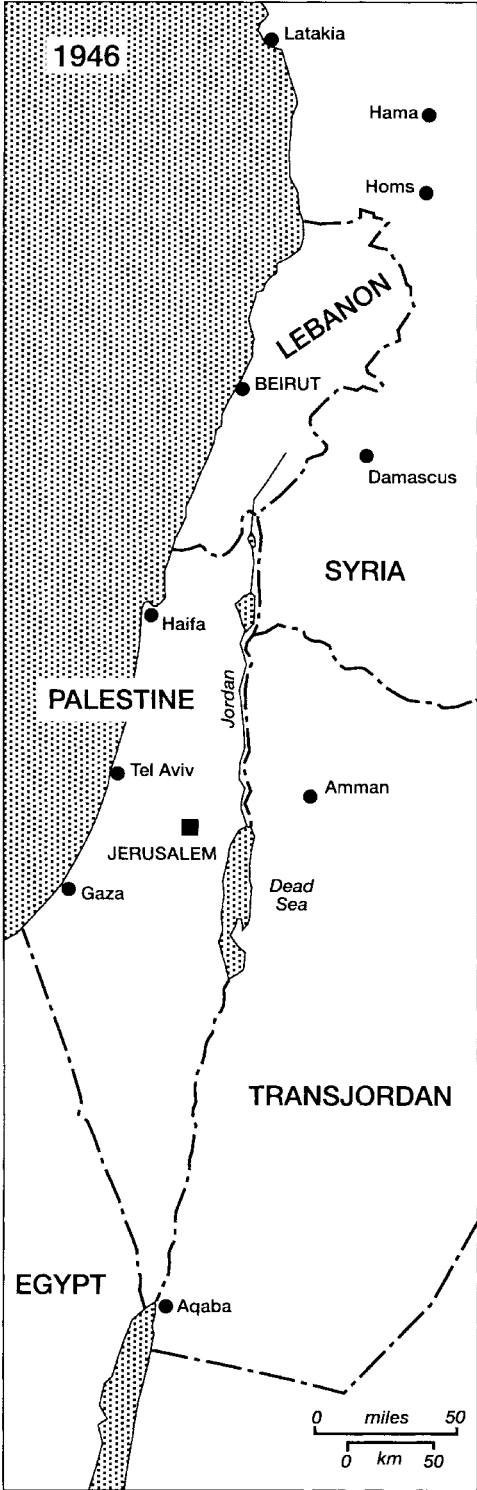 1946
Latakia
Hama
Homs
LEBANON
BEIRUT
Damascus
SYRIA
Haifa
PALESTINE
Jordan
Tel Aviv
Amman
JERUSALEM
Gaza
Dead
Sea
TRANSJORDAN
EGYPT
Aqaba
0 miles 50
0 km 50